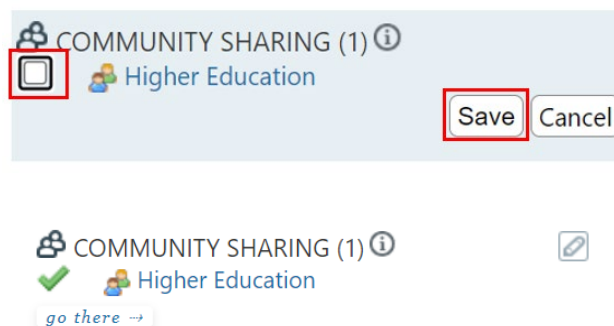 COMMUNITY SHARING (1)
Higher Education
Save Cancel
COMMUNITY SHARING (1)
Higher Education
go there ⇢